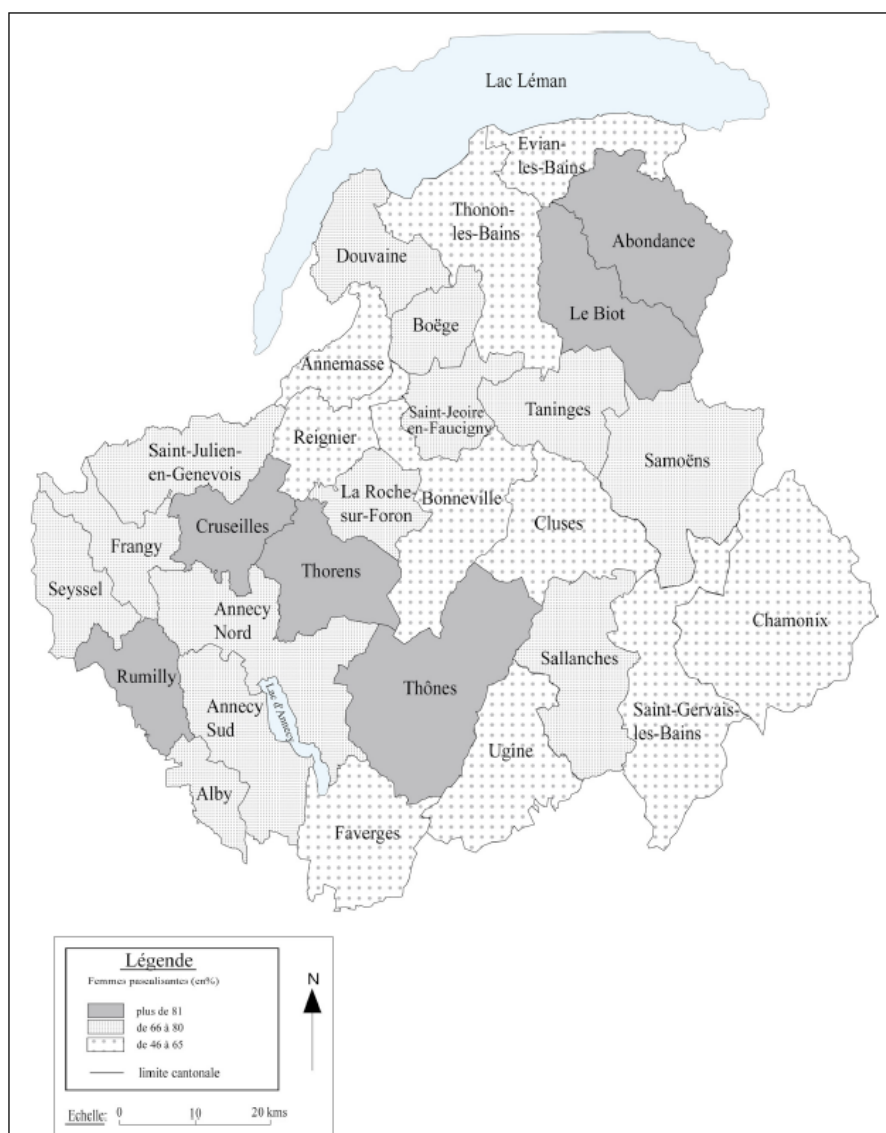 Lac Léman
Evian-
les-Bains
Thonon-
les-Bains
Abondance
Douvaine
Le Biot
Boëge
Annemasse
Saint-Jeoire
en-Faucigny
Taninges
Reignier
Saint-Julien-
en-Genevois
Samoëns
La Roche-
sur-Foron
Bonneville
Cruseilles
Cluses
Frangy
Thorens
Seyssel
Annecy
Nord
Chamonix
Sallanches
Rumilly
Thônes
Lac d'Annecy
Annecy
Sud
Saint-Gervais-
les-Bains
Ugine
Alby
Faverges
Légende
Femmes pascalisantes (en%)
plus de 81
de 66 à 80
de 46 à 65
limite cantonale
N
Echelle: 0 10 20 kms